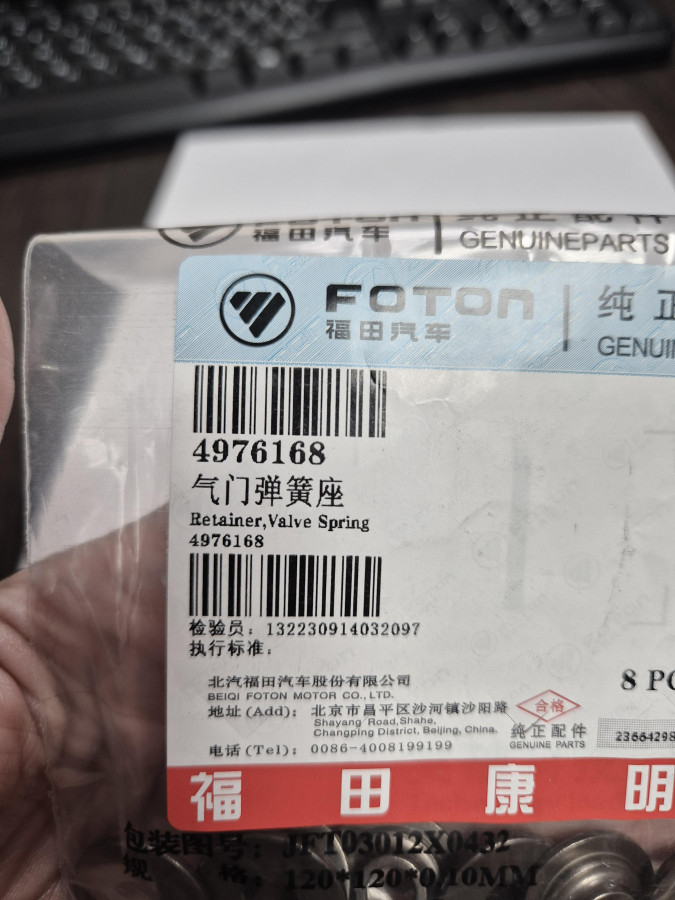 FOTON 纯正配件
福田汽车 GENUINEPARTS
FOTON 纯正
福田汽车 GENUI
4976168
气门弹簧座
Retainer,Valve Spring
4976168
检验员: 132230914032097
执行标准:
北汽福田汽车股份有限公司
BEIQI FOTON MOTOR CO., LTD.
地址(Add): 北京市昌平区沙河镇沙阳路
Shayang Road,Shahe,
Changping District, Beijing, China.
电话(Tel): 0086-4008199199
8 PC
合格
纯正配件
GENUINE PARTS
23664298
福田康明
包装图号: JFT03012X0432
规 格: 120*120*0.10MM